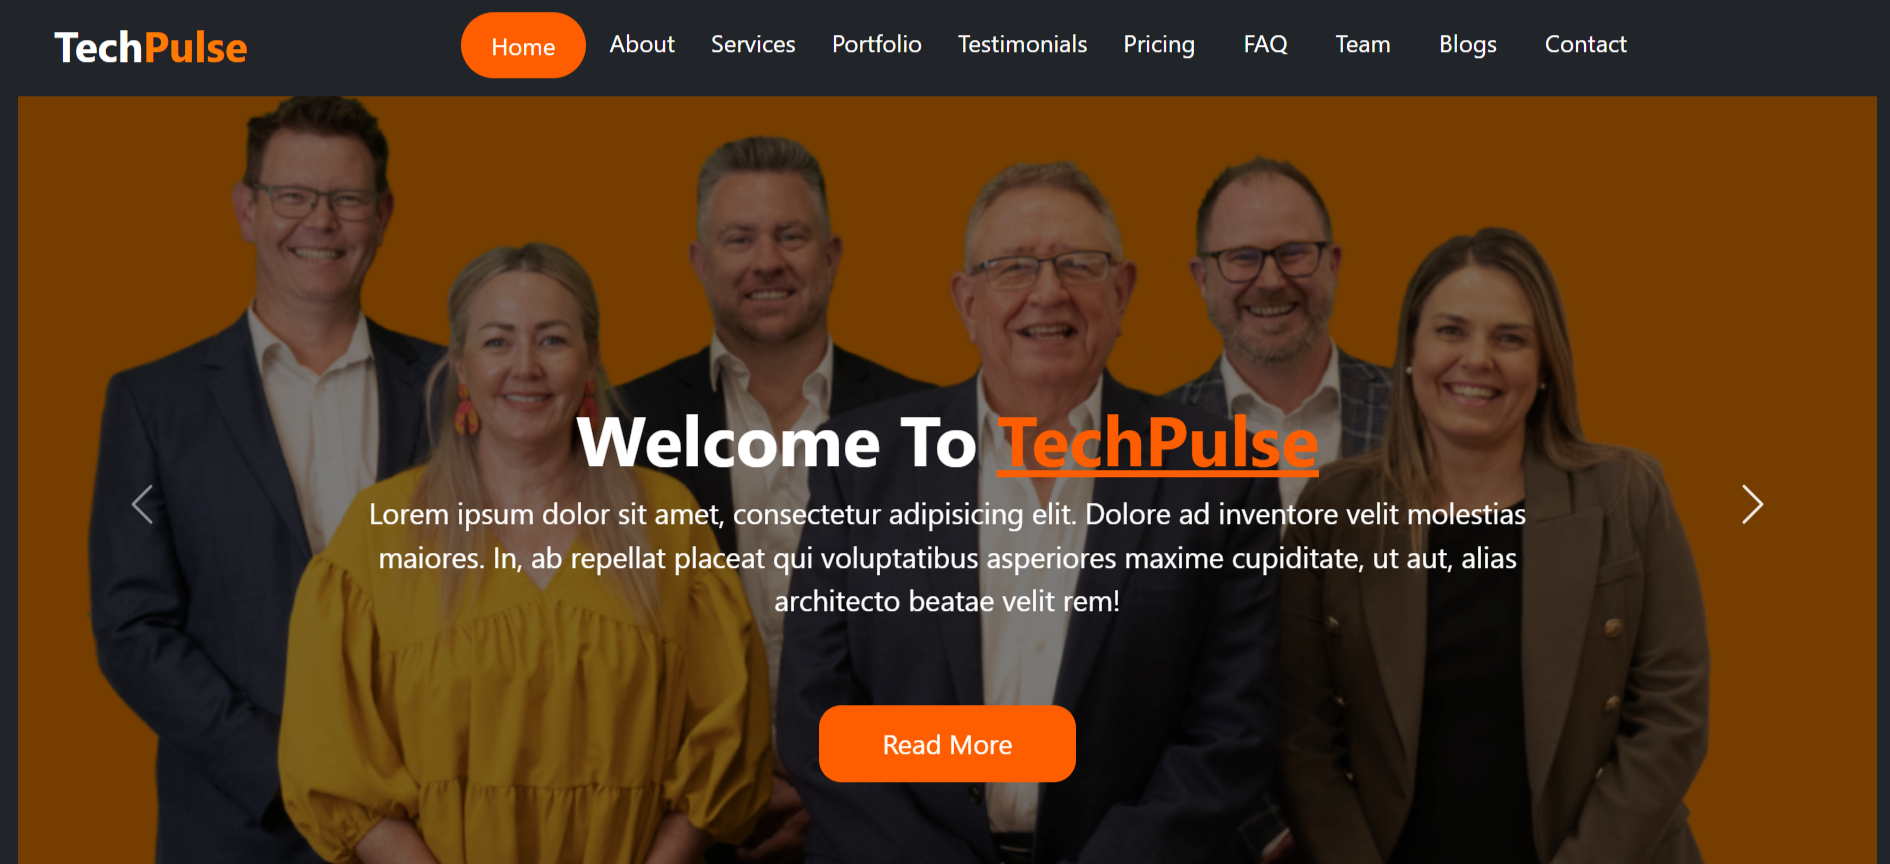 TechPulse
Home About Services Portfolio Testimonials Pricing FAQ Team Blogs Contact
Welcome To TechPulse
Lorem ipsum dolor sit amet, consectetur adipisicing elit. Dolore ad inventore velit molestias
maiores. In, ab repellat placeat qui voluptatibus asperiores maxime cupiditate, ut aut, alias
architecto beatae velit rem!
Read More